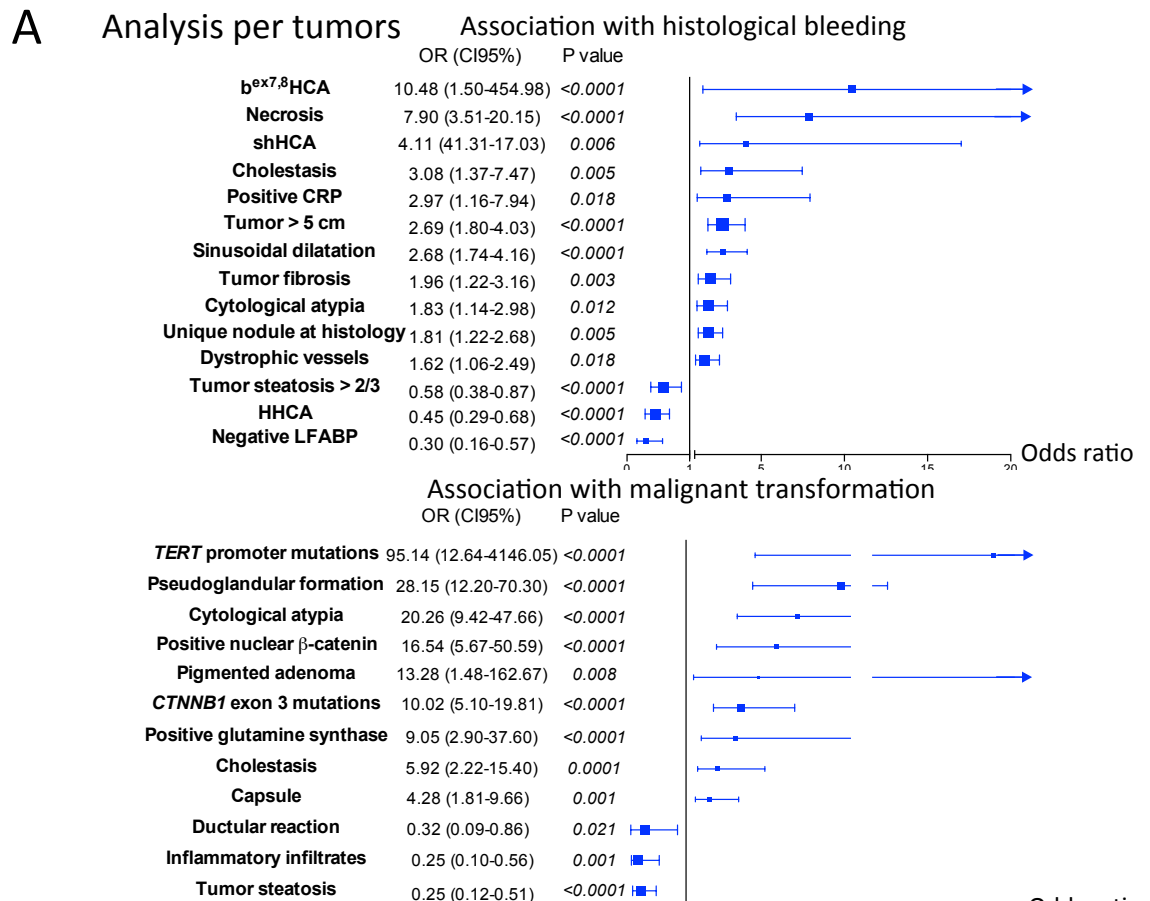 A Analysis per tumors Association with histological bleeding
OR (CI95%) P value
b^ex7,8HCA 10.48 (1.50-454.98) <0.0001
Necrosis 7.90 (3.51-20.15) <0.0001
shHCA 4.11 (41.31-17.03) 0.006
Cholestasis 3.08 (1.37-7.47) 0.005
Positive CRP 2.97 (1.16-7.94) 0.018
Tumor > 5 cm 2.69 (1.80-4.03) <0.0001
Sinusoidal dilatation 2.68 (1.74-4.16) <0.0001
Tumor fibrosis 1.96 (1.22-3.16) 0.003
Cytological atypia 1.83 (1.14-2.98) 0.012
Unique nodule at histology 1.81 (1.22-2.68) 0.005
Dystrophic vessels 1.62 (1.06-2.49) 0.018
Tumor steatosis > 2/3 0.58 (0.38-0.87) <0.0001
HHCA 0.45 (0.29-0.68) <0.0001
Negative LFABP 0.30 (0.16-0.57) <0.0001
0 1 5 10 15 20 Odds ratio
Association with malignant transformation
OR (CI95%) P value
TERT promoter mutations 95.14 (12.64-4146.05) <0.0001
Pseudoglandular formation 28.15 (12.20-70.30) <0.0001
Cytological atypia 20.26 (9.42-47.66) <0.0001
Positive nuclear β-catenin 16.54 (5.67-50.59) <0.0001
Pigmented adenoma 13.28 (1.48-162.67) 0.008
CTNNB1 exon 3 mutations 10.02 (5.10-19.81) <0.0001
Positive glutamine synthase 9.05 (2.90-37.60) <0.0001
Cholestasis 5.92 (2.22-15.40) 0.0001
Capsule 4.28 (1.81-9.66) 0.001
Ductular reaction 0.32 (0.09-0.86) 0.021
Inflammatory infiltrates 0.25 (0.10-0.56) 0.001
Tumor steatosis 0.25 (0.12-0.51) <0.0001